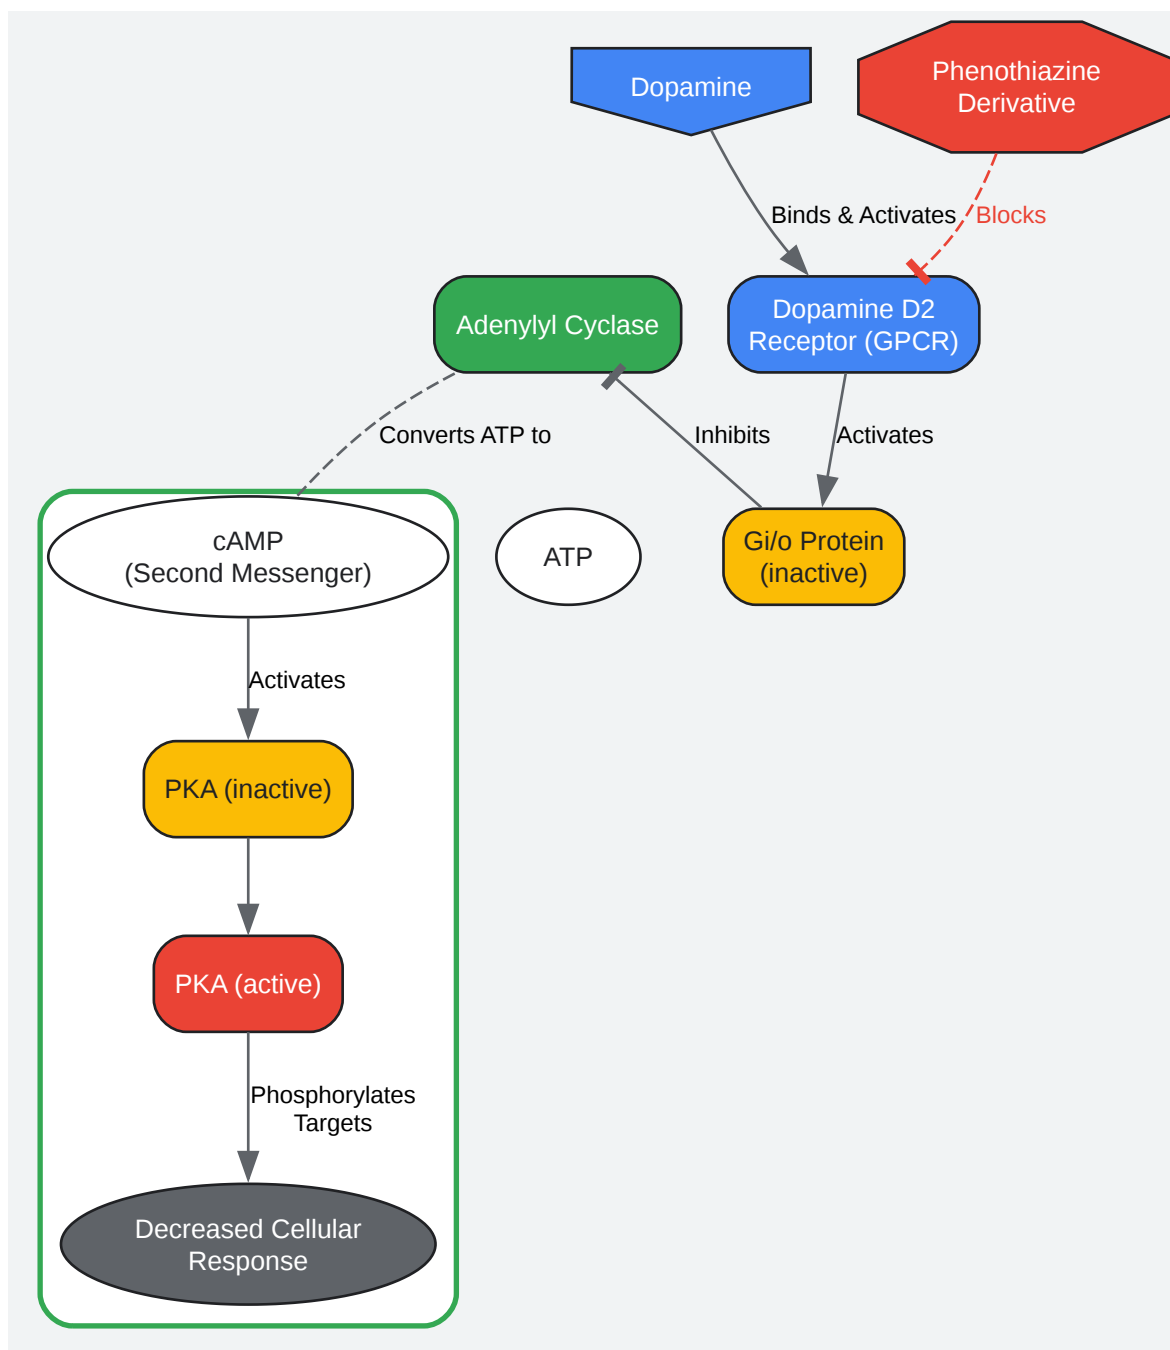 Dopamine
Phenothiazine
Derivative
Binds & Activates
Blocks
Adenylyl Cyclase
Dopamine D2
Receptor (GPCR)
Converts ATP to
Inhibits
Activates
cAMP
(Second Messenger)
ATP
Gi/o Protein
(inactive)
Activates
PKA (inactive)
PKA (active)
Phosphorylates
Targets
Decreased Cellular
Response